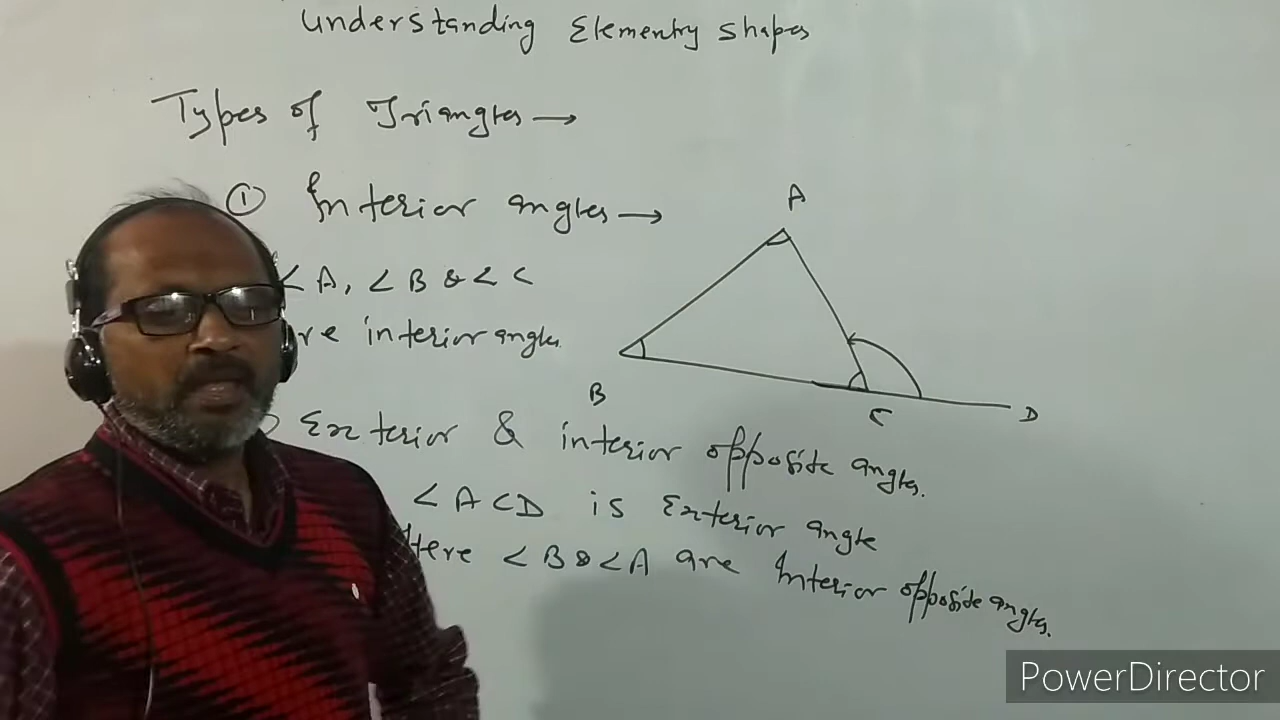 Understanding Elementry shapes
Types of Triangles →
① Interior angles →
∠A, ∠B & ∠C
re interior angles.
A
B
C
D
Exterior & interior opposite angles.
∠ACD is Exterior angle
Here ∠B & ∠A are Interior opposite angles.
PowerDirector